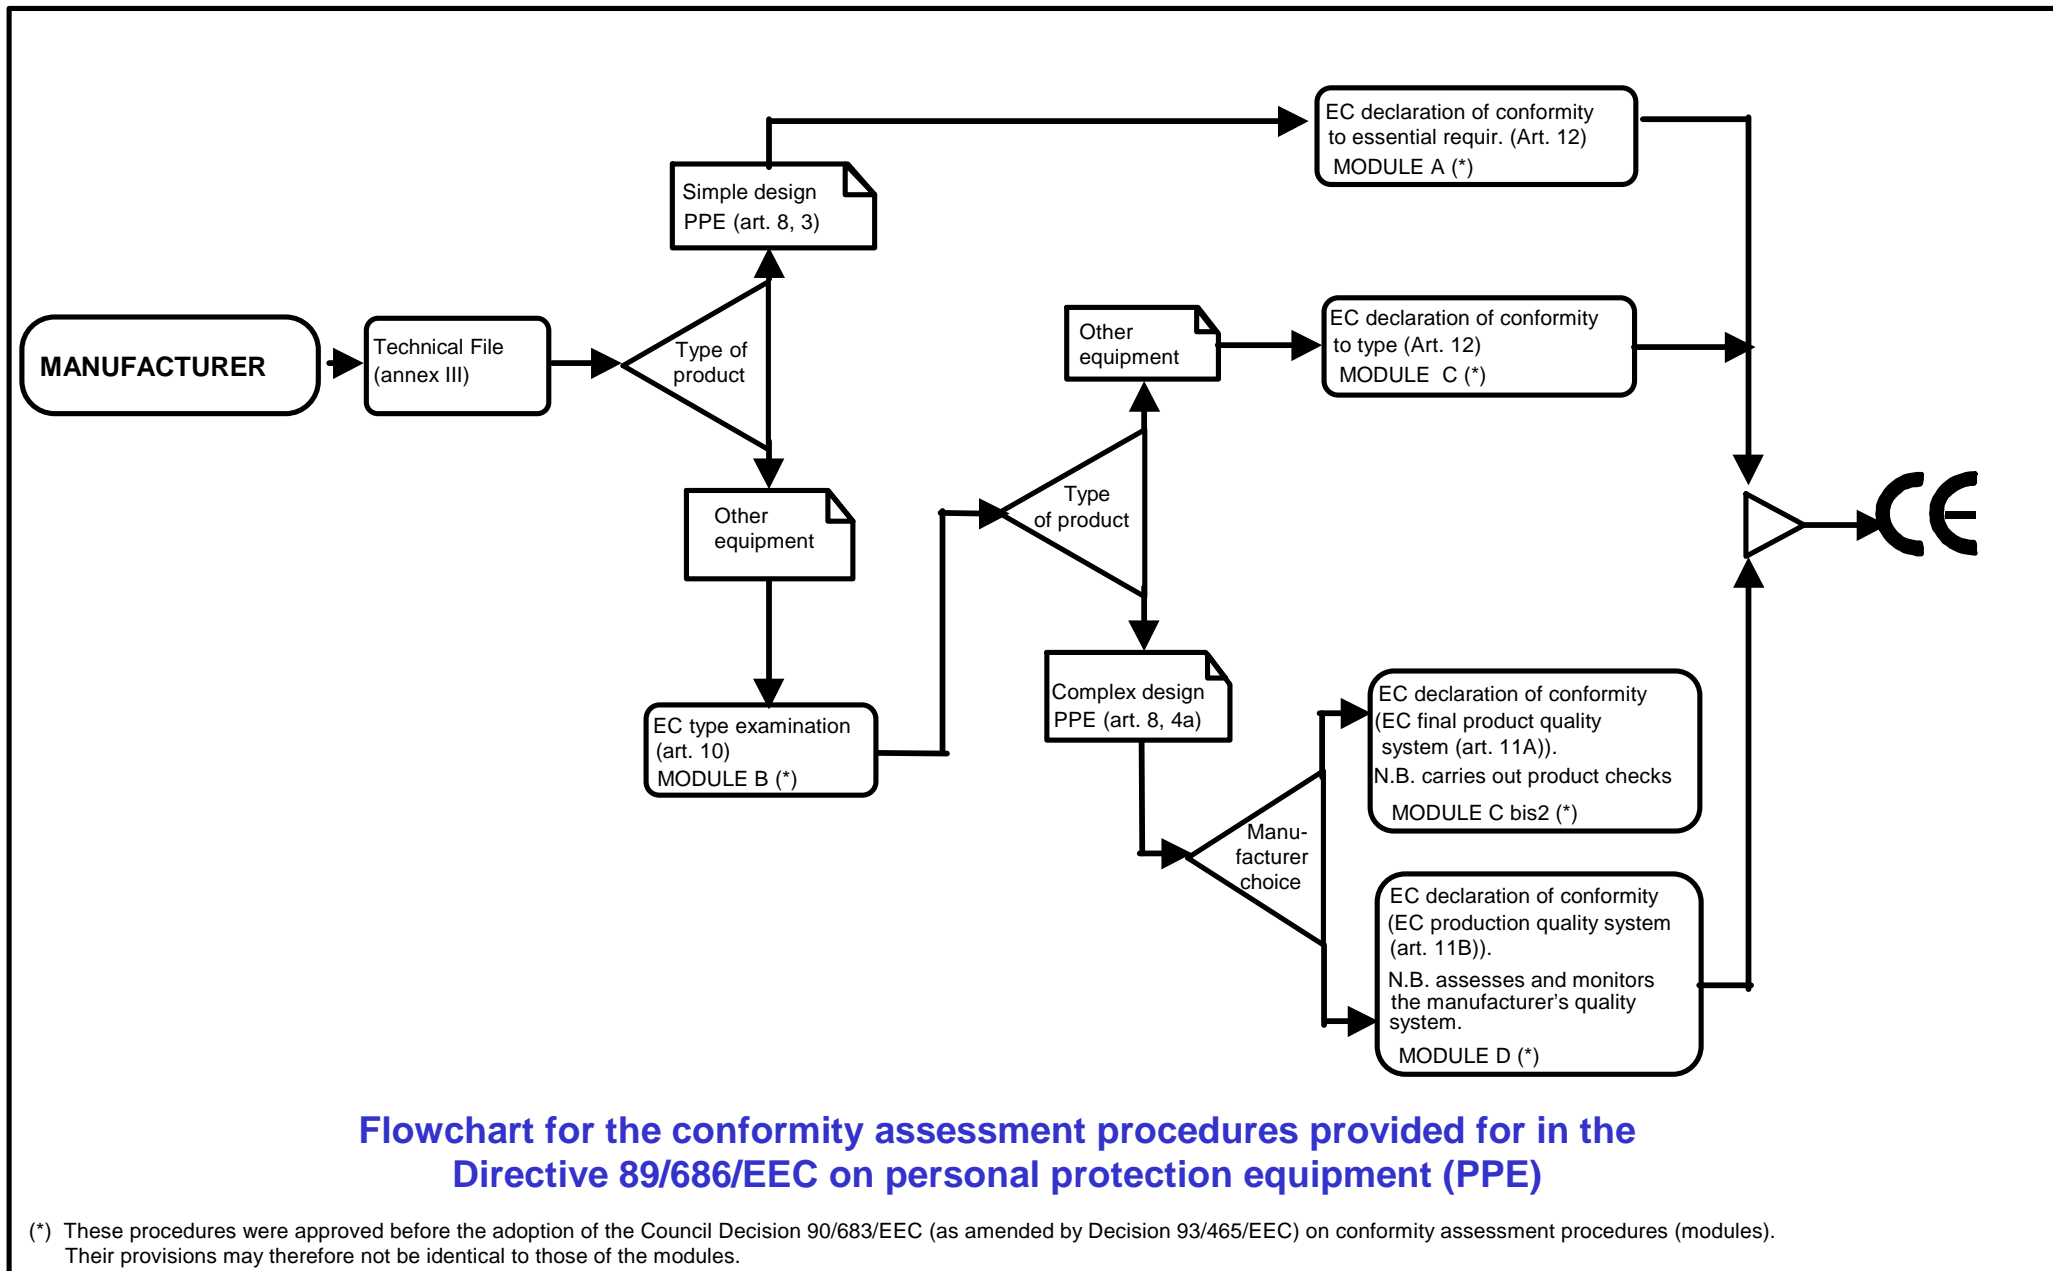 EC declaration of conformity
to essential requir. (Art. 12)
MODULE A (*)
Simple design
PPE (art. 8, 3)
MANUFACTURER
Technical File
(annex III)
Type of
product
Other
equipment
EC declaration of conformity
to type (Art. 12)
MODULE C (*)
Other
equipment
Type
of product
CE
EC type examination
(art. 10)
MODULE B (*)
Complex design
PPE (art. 8, 4a)
EC declaration of conformity
(EC final product quality
system (art. 11A)).
N.B. carries out product checks
MODULE C bis2 (*)
Manu-
facturer
choice
EC declaration of conformity
(EC production quality system
(art. 11B)).
N.B. assesses and monitors
the manufacturer’s quality
system.
MODULE D (*)
Flowchart for the conformity assessment procedures provided for in the
Directive 89/686/EEC on personal protection equipment (PPE)
(*) These procedures were approved before the adoption of the Council Decision 90/683/EEC (as amended by Decision 93/465/EEC) on conformity assessment procedures (modules).
Their provisions may therefore not be identical to those of the modules.